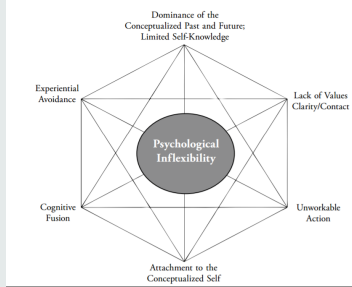 Dominance of the
Conceptualized Past and Future;
Limited Self-Knowledge
Experiential
Avoidance
Lack of Values
Clarity/Contact
Psychological
Inflexibility
Cognitive
Fusion
Unworkable
Action
Attachment to the
Conceptualized Self